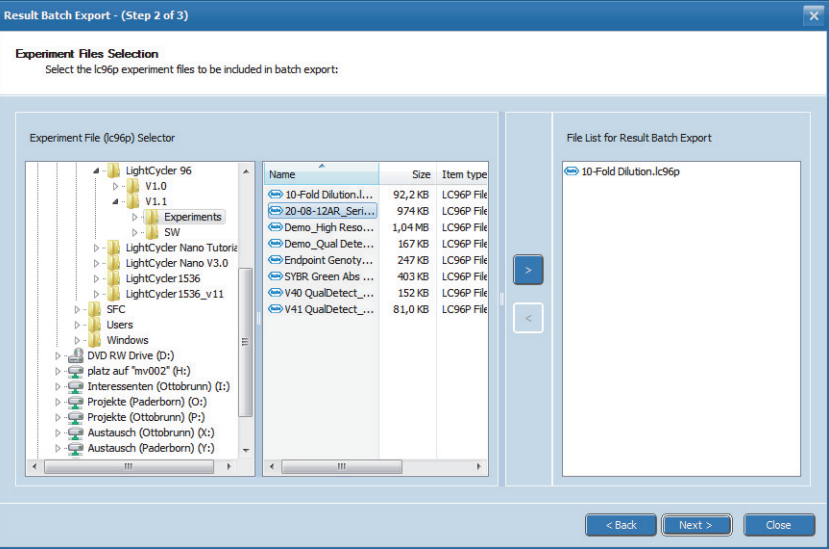 Result Batch Export - (Step 2 of 3)
Experiment Files Selection
Select the lc96p experiment files to be included in batch export:
Experiment File (lc96p) Selector
LightCycler 96
V1.0
V1.1
Experiments
SW
LightCycler Nano Tutoria
LightCycler Nano V3.0
LightCycler1536
LightCycler1536_v11
SFC
Users
Windows
DVD RW Drive (D:)
platz auf "mv002" (H:)
Interessenten (Ottobrunn) (I:)
Projekte (Paderborn) (O:)
Projekte (Ottobrunn) (P:)
Austausch (Ottobrunn) (X:)
Austausch (Paderborn) (Y:)
Name Size Item type
10-Fold Dilution.l... 92,2 KB LC96P File
20-08-12AR_Seri... 974 KB LC96P File
Demo_High Reso... 1,04 MB LC96P File
Demo_Qual Dete... 167 KB LC96P File
Endpoint Genoty... 247 KB LC96P File
SYBR Green Abs ... 403 KB LC96P File
V40 QualDetect_... 152 KB LC96P File
V41 QualDetect_... 81,0 KB LC96P File
>
<
File List for Result Batch Export
10-Fold Dilution.lc96p
< Back
Next >
Close